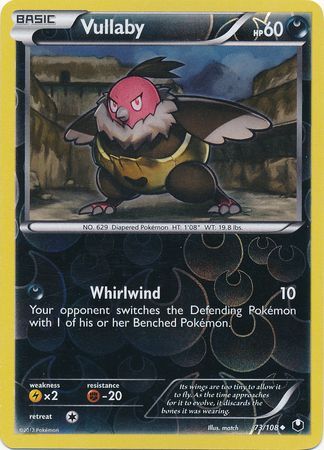 BASIC
Vullaby
HP60
NO. 629 Diapered Pokémon HT: 1'08" WT: 19.8 lbs.
Whirlwind 10
Your opponent switches the Defending Pokémon
with 1 of his or her Benched Pokémon.
weakness
×2
resistance
-20
retreat
Its wings are too tiny to allow it
to fly. As the time approaches
for it to evolve, it discards the
bones it was wearing.
©2013 Pokémon
Illus. match
73/108